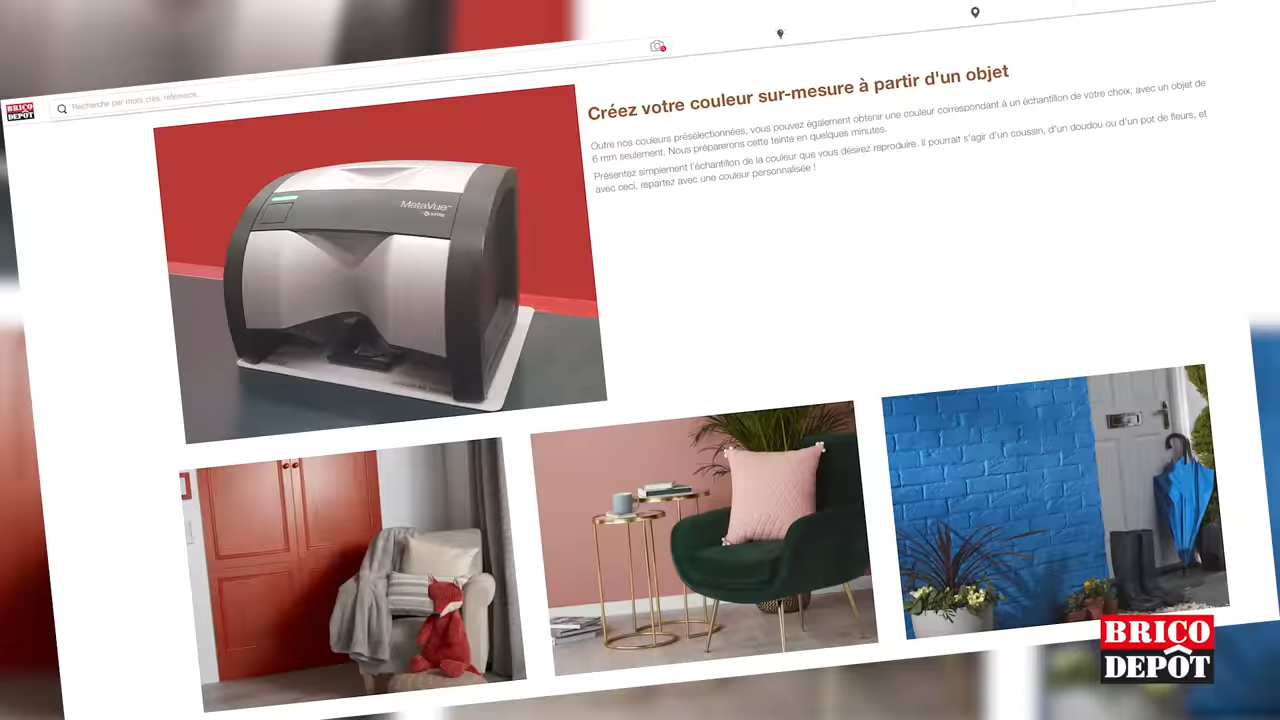 BRICO
DEPÔT
Recherche par mots clés, référence...
Créez votre couleur sur-mesure à partir d'un objet
Outre nos couleurs présélectionnées, vous pouvez également obtenir une couleur correspondant à un échantillon de votre choix, avec un objet de
6 mm seulement. Nous préparerons cette teinte en quelques minutes.
Présentez simplement l'échantillon de la couleur que vous désirez reproduire. Il pourrait s'agir d'un coussin, d'un doudou ou d'un pot de fleurs, et
avec ceci, repartez avec une couleur personnalisée !
MetaVue™
BRICO
DEPÔT